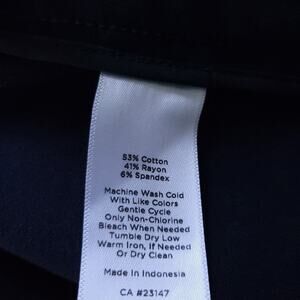 53% Cotton
41% Rayon
6% Spandex
Machine Wash Cold
With Like Colors
Gentle Cycle
Only Non-Chlorine
Bleach When Needed
Tumble Dry Low
Warm Iron, if Needed
Or Dry Clean
Made In Indonesia
CA #23147